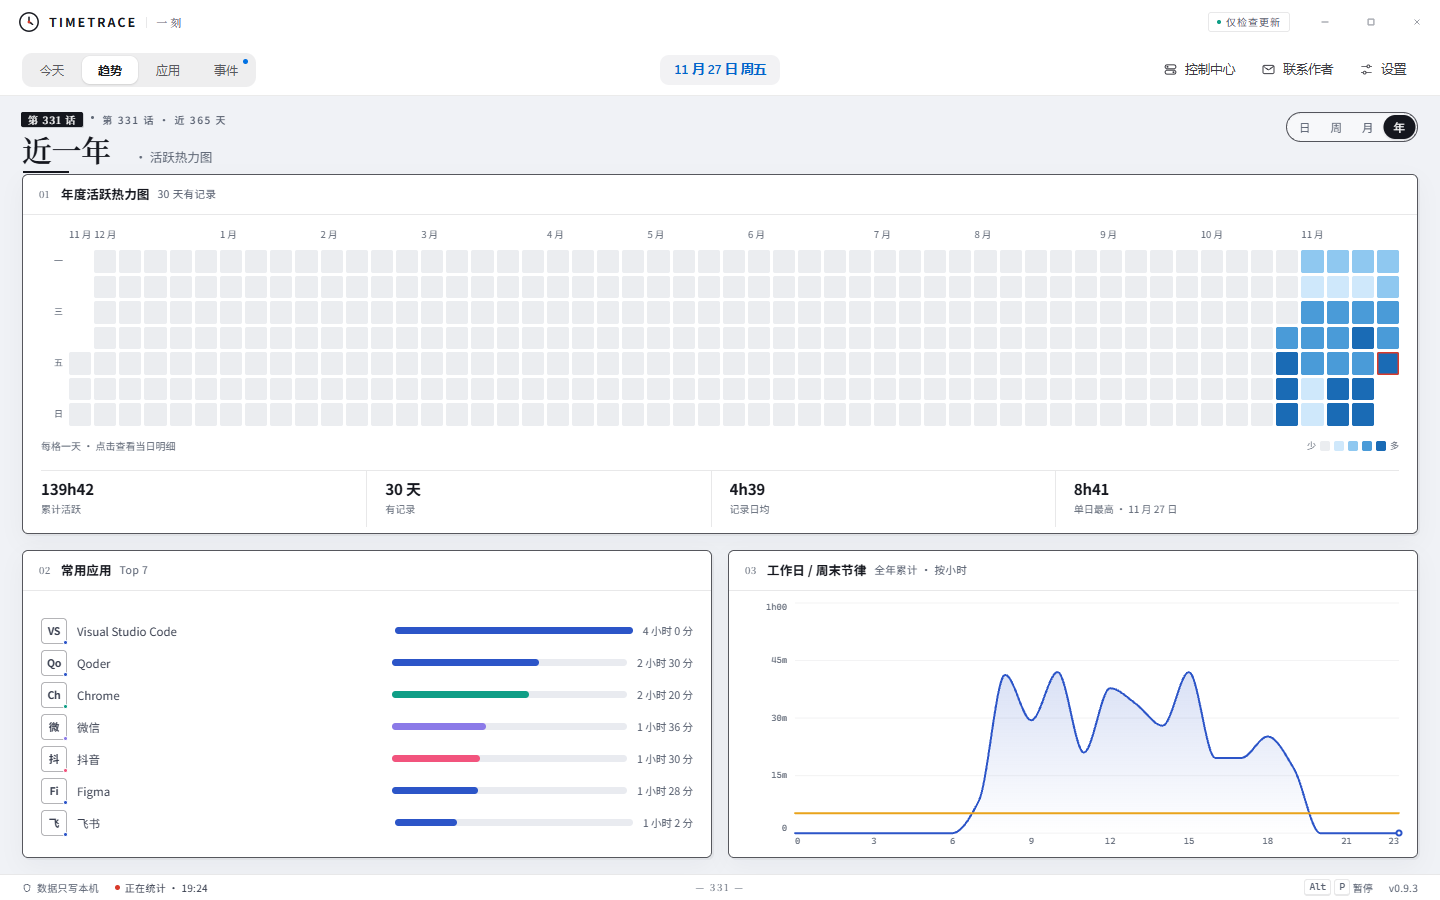 TIMETRACE 一刻
仅检查更新
今天 趋势 应用 事件
11 月 27 日 周五
控制中心 联系作者 设置
第 331 话 • 第 331 话 · 近 365 天
近一年 · 活跃热力图
日 周 月 年
01 年度活跃热力图 30 天有记录
11 月 12 月 1 月 2 月 3 月 4 月 5 月 6 月 7 月 8 月 9 月 10 月 11 月
一
三
五
日
每格一天 · 点击查看当日明细
少 多
139h42
累计活跃
30 天
有记录
4h39
记录日均
8h41
单日最高 · 11 月 27 日
02 常用应用 Top 7
VS Visual Studio Code 4 小时 0 分
Qo Qoder 2 小时 30 分
Ch Chrome 2 小时 20 分
微 微信 1 小时 36 分
抖 抖音 1 小时 30 分
Fi Figma 1 小时 28 分
飞 飞书 1 小时 2 分
03 工作日 / 周末节律 全年累计 · 按小时
1h00
45m
30m
15m
0
0 3 6 9 12 15 18 21 23
数据只写本机 正在统计 · 19:24
— 331 —
Alt P 暂停 v0.9.3